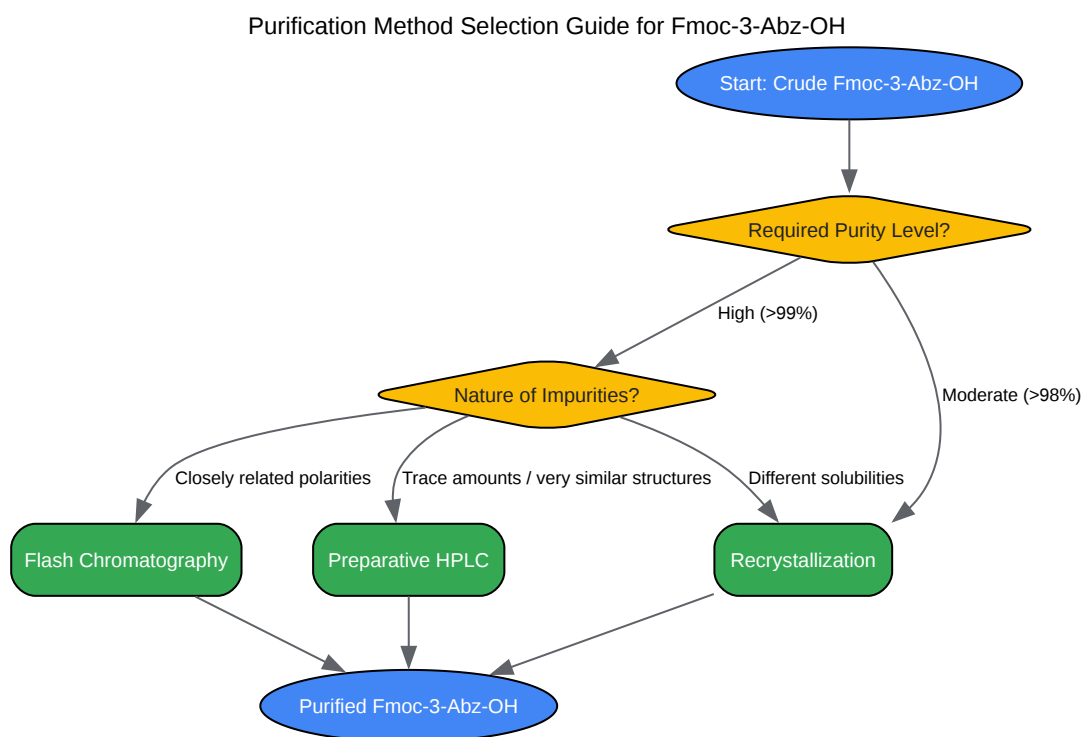 Purification Method Selection Guide for Fmoc-3-Abz-OH
Start: Crude Fmoc-3-Abz-OH
Required Purity Level?
High (>99%)
Nature of Impurities?
Moderate (>98%)
Closely related polarities
Trace amounts / very similar structures
Different solubilities
Flash Chromatography
Preparative HPLC
Recrystallization
Purified Fmoc-3-Abz-OH